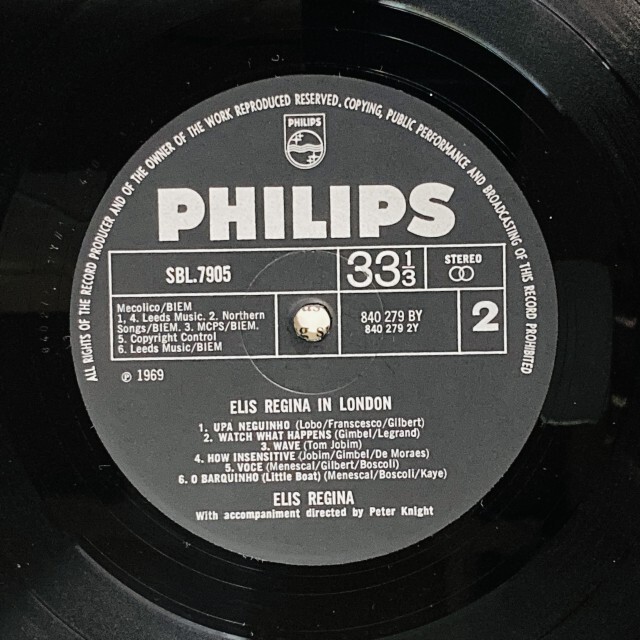 ALL RIGHTS OF THE RECORD PRODUCER AND OF THE OWNER OF THE WORK REPRODUCED RESERVED. COPYING, PUBLIC PERFORMANCE AND BROADCASTING OF THIS RECORD PROHIBITED
PHILIPS
PHILIPS
SBL.7905
33 1/3
STEREO
Mecolico/BIEM
1. 4. Leeds Music. 2. Northern
Songs/BIEM. 3. MCPS/BIEM.
5. Copyright Control
6. Leeds Music/BIEM
840 279 BY
840 279 2Y
2
℗ 1969
ELIS REGINA IN LONDON
1. UPA NEGUINHO (Lobo/Franscesco/Gilbert)
2. WATCH WHAT HAPPENS (Gimbel/Legrand)
3. WAVE (Tom Jobim)
4. HOW INSENSITIVE (Jobim/Gimbel/De Moraes)
5. VOCE (Menescal/Gilbert/Boscoli)
6. O BARQUINHO (Little Boat) (Menescal/Boscoli/Kaye)
ELIS REGINA
With accompaniment directed by Peter Knight